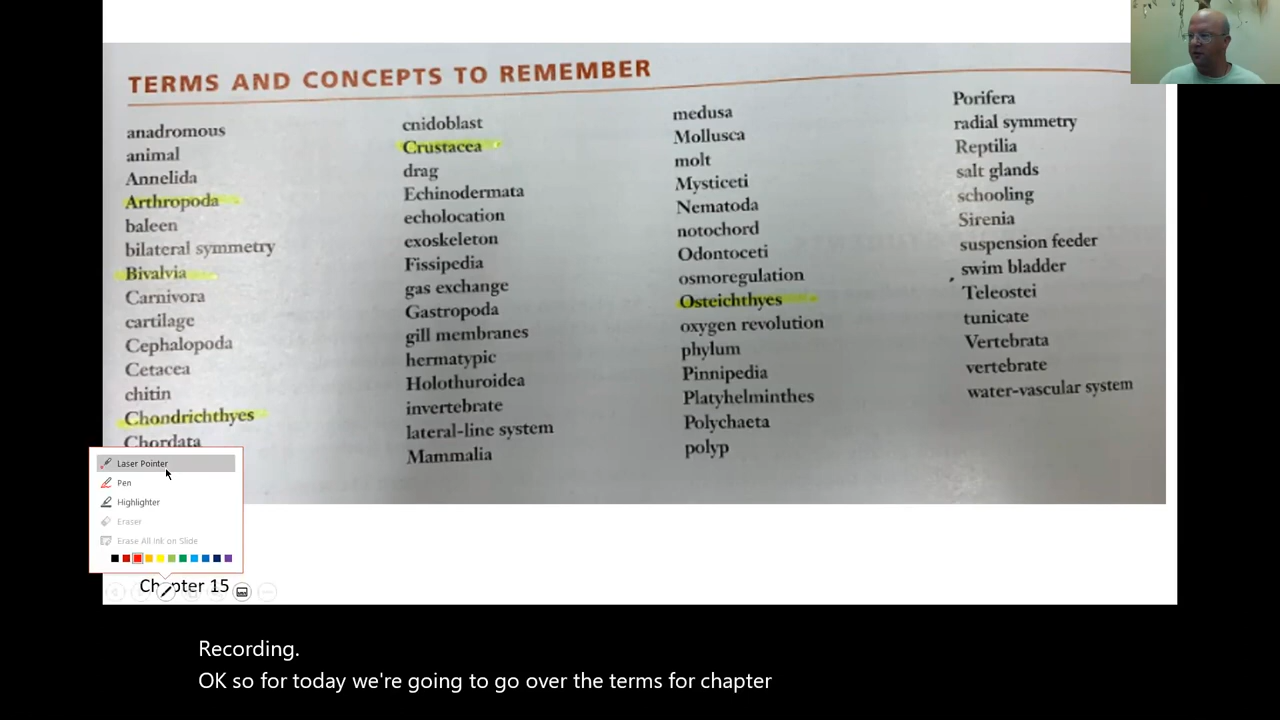 TERMS AND CONCEPTS TO REMEMBER
anadromous
animal
Annelida
Arthropoda
baleen
bilateral symmetry
Bivalvia
Carnivora
cartilage
Cephalopoda
Cetacea
chitin
Chondrichthyes
Chordata
cnidoblast
Crustacea
drag
Echinodermata
echolocation
exoskeleton
Fissipedia
gas exchange
Gastropoda
gill membranes
hermatypic
Holothuroidea
invertebrate
lateral-line system
Mammalia
medusa
Mollusca
molt
Mysticeti
Nematoda
notochord
Odontoceti
osmoregulation
Osteichthyes
oxygen revolution
phylum
Pinnipedia
Platyhelminthes
Polychaeta
polyp
Porifera
radial symmetry
Reptilia
salt glands
schooling
Sirenia
suspension feeder
swim bladder
Teleostei
tunicate
Vertebrata
vertebrate
water-vascular system
Laser Pointer
Pen
Highlighter
Eraser
Erase All Ink on Slide
Chapter 15
Recording.
OK so for today we're going to go over the terms for chapter